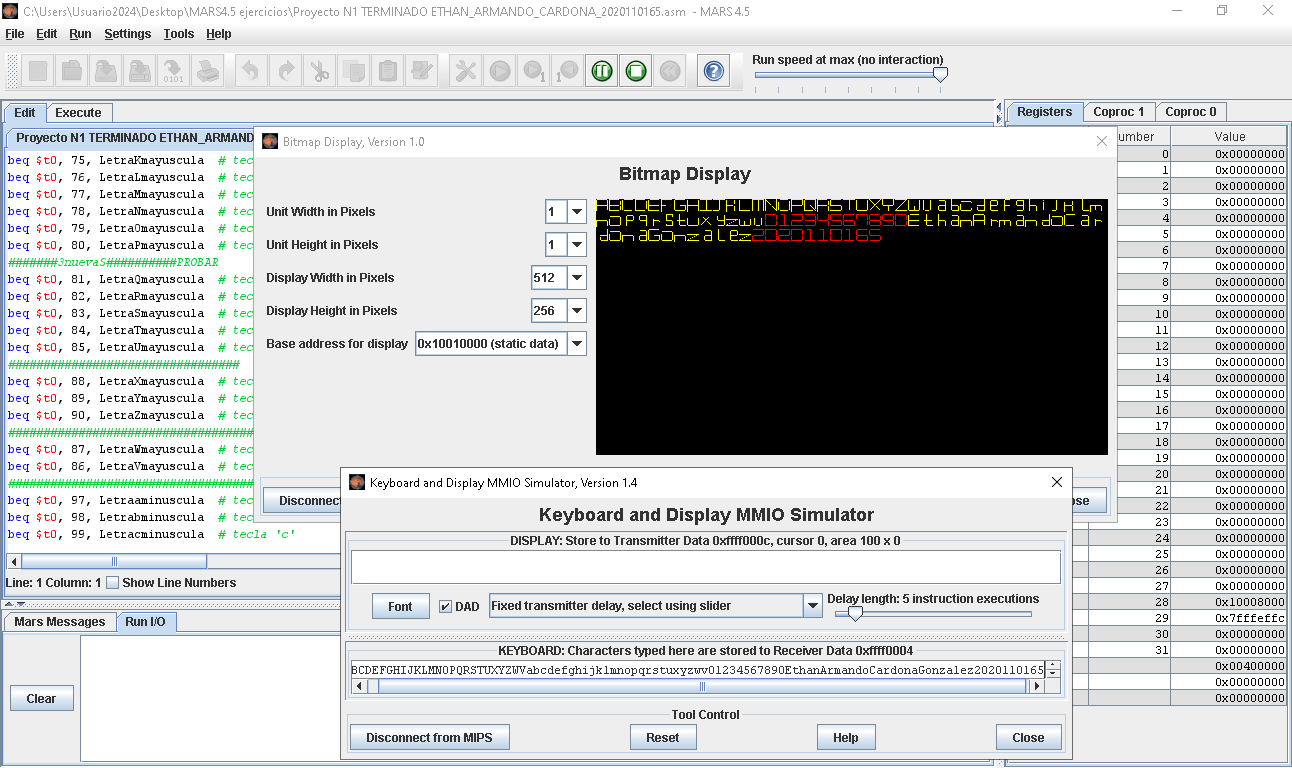 C:\Users\Usuario2024\Desktop\MARS4.5 ejercicios\Proyecto N1 TERMINADO ETHAN_ARMANDO_CARDONA_2020110165.asm - MARS 4.5
File Edit Run Settings Tools Help
Run speed at max (no interaction)
Edit Execute
Proyecto N1 TERMINADO ETHAN_ARMAND
beq $t0, 75, LetraKmayuscula # tec
beq $t0, 76, LetraLmayuscula # tec
beq $t0, 77, LetraMmayuscula # tec
beq $t0, 78, LetraNmayuscula # tec
beq $t0, 79, LetraOmayuscula # tec
beq $t0, 80, LetraPmayuscula # tec
#######3nuevaS##########PROBAR
beq $t0, 81, LetraQmayuscula # tec
beq $t0, 82, LetraRmayuscula # tec
beq $t0, 83, LetraSmayuscula # tec
beq $t0, 84, LetraTmayuscula # tec
beq $t0, 85, LetraUmayuscula # tec
#################################
beq $t0, 88, LetraXmayuscula # tec
beq $t0, 89, LetraYmayuscula # tec
beq $t0, 90, LetraZmayuscula # tec
###################################
beq $t0, 87, LetraWmayuscula # tec
beq $t0, 86, LetraVmayuscula # tec
###################################
beq $t0, 97, Letraaminuscula # tec
beq $t0, 98, Letrabminuscula # tec
beq $t0, 99, Letracminuscula # tecla 'c'
Line: 1 Column: 1 Show Line Numbers
Mars Messages Run I/O
Clear
Bitmap Display, Version 1.0
Bitmap Display
Unit Width in Pixels 1
Unit Height in Pixels 1
Display Width in Pixels 512
Display Height in Pixels 256
Base address for display 0x10010000 (static data)
ABCDEFGHIJKLMNOPQRSTUXYZWVabcdefghijklm
nopqrstuxyzwv01234567890EthanArmandoCar
donaGonzalez2020110165
Disconnect
ose
Keyboard and Display MMIO Simulator, Version 1.4
Keyboard and Display MMIO Simulator
DISPLAY: Store to Transmitter Data 0xffff000c, cursor 0, area 100 x 0
Font DAD Fixed transmitter delay, select using slider Delay length: 5 instruction executions
KEYBOARD: Characters typed here are stored to Receiver Data 0xffff0004
BCDEFGHIJKLMNOPQRSTUXYZWVabcdefghijklmnopqrstuxyzwv01234567890EthanArmandoCardonaGonzalez2020110165
Tool Control
Disconnect from MIPS Reset Help Close
Registers Coproc 1 Coproc 0
umber Value
0 0x00000000
1 0x00000000
2 0x00000000
3 0x00000000
4 0x00000000
5 0x00000000
6 0x00000000
7 0x00000000
8 0x00000000
9 0x00000000
10 0x00000000
11 0x00000000
12 0x00000000
13 0x00000000
14 0x00000000
15 0x00000000
16 0x00000000
17 0x00000000
18 0x00000000
19 0x00000000
20 0x00000000
21 0x00000000
22 0x00000000
23 0x00000000
24 0x00000000
25 0x00000000
26 0x00000000
27 0x00000000
28 0x10008000
29 0x7fffeffc
30 0x00000000
31 0x00000000
0x00400000
0x00000000
0x00000000